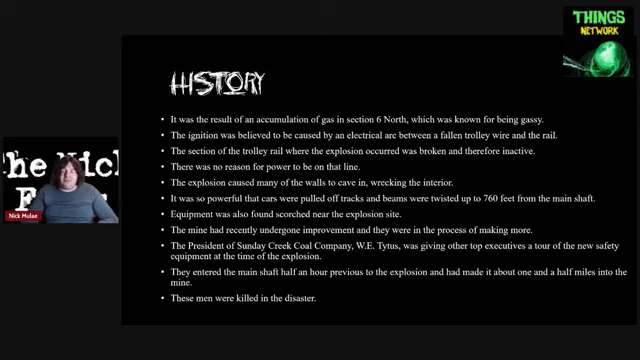 THINGS
NETWORK
HISTORY
• It was the result of an accumulation of gas in section 6 North, which was known for being gassy.
• The ignition was believed to be caused by an electrical arc between a fallen trolley wire and the rail.
• The section of the trolley rail where the explosion occurred was broken and therefore inactive.
• There was no reason for power to be on that line.
• The explosion caused many of the walls to cave in, wrecking the interior.
• It was so powerful that cars were pulled off tracks and beams were twisted up to 760 feet from the main shaft.
• Equipment was also found scorched near the explosion site.
• The mine had recently undergone improvement and they were in the process of making more.
• The President of Sunday Creek Coal Company, W.E. Tytus, was giving other top executives a tour of the new safety
equipment at the time of the explosion.
• They entered the main shaft half an hour previous to the explosion and had made it about one and a half miles into the
mine.
• These men were killed in the disaster.
The Nick
Nick Mulae